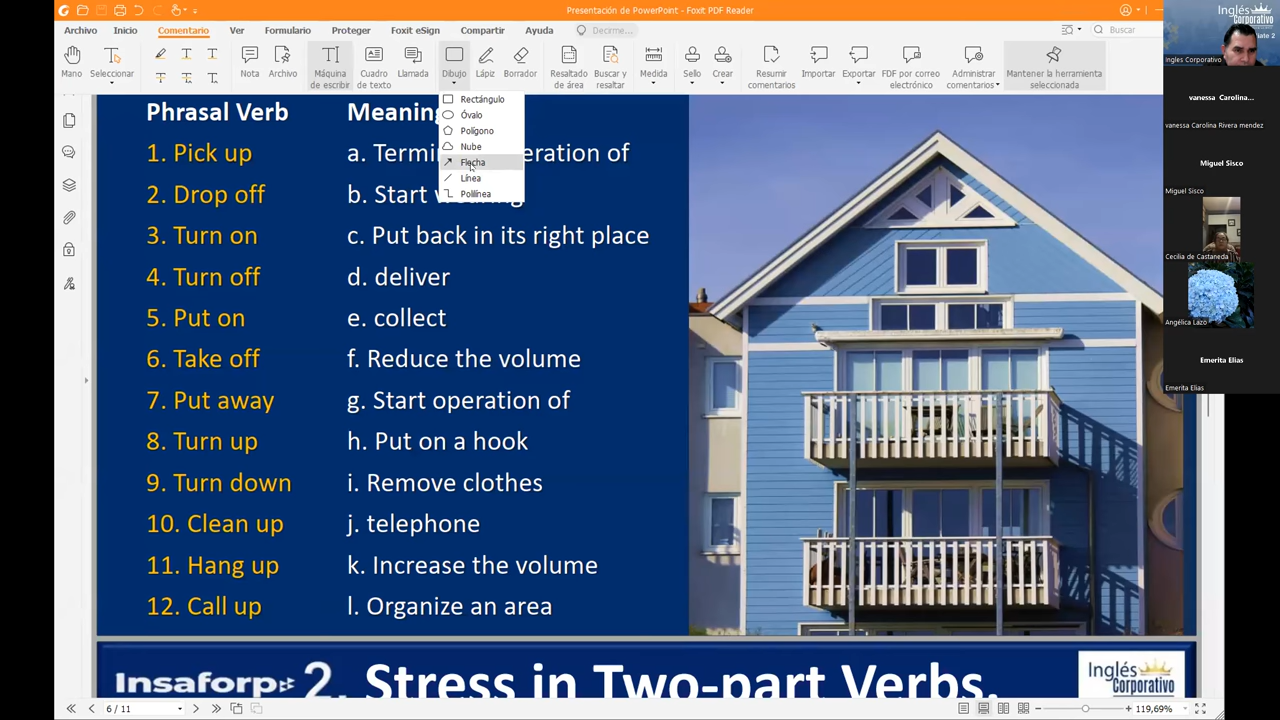 Presentación de PowerPoint - Foxit PDF Reader
Archivo Inicio Comentario Ver Formulario Proteger Foxit eSign Compartir Ayuda Decirme... Buscar
Mano Seleccionar Nota Archivo Máquina de escribir Cuadro de texto Llamada Dibujo Lápiz Borrador Resaltado de área Buscar y resaltar Medida Sello Crear Resumir comentarios Importar Exportar PDF por correo electrónico Administrar comentarios Mantener la herramienta seleccionada
Rectángulo
Óvalo
Polígono
Nube
Flecha
Línea
Polilínea
Phrasal Verb Meaning
1. Pick up a. Termin eration of
2. Drop off b. Start
3. Turn on c. Put back in its right place
4. Turn off d. deliver
5. Put on e. collect
6. Take off f. Reduce the volume
7. Put away g. Start operation of
8. Turn up h. Put on a hook
9. Turn down i. Remove clothes
10. Clean up j. telephone
11. Hang up k. Increase the volume
12. Call up l. Organize an area
Insaforp 2. Stress in Two-part Verbs.
Inglés Corporativo
6 / 11
119,69%
Inglés
Corporativo
iate 2
Ingles Corporativo
vanessa Carolina...
vanessa Carolina Rivera mendez
Miguel Sisco
Miguel Sisco
Cecilia de Castaneda
Angélica Lazo
Emerita Elias
Emerita Elias